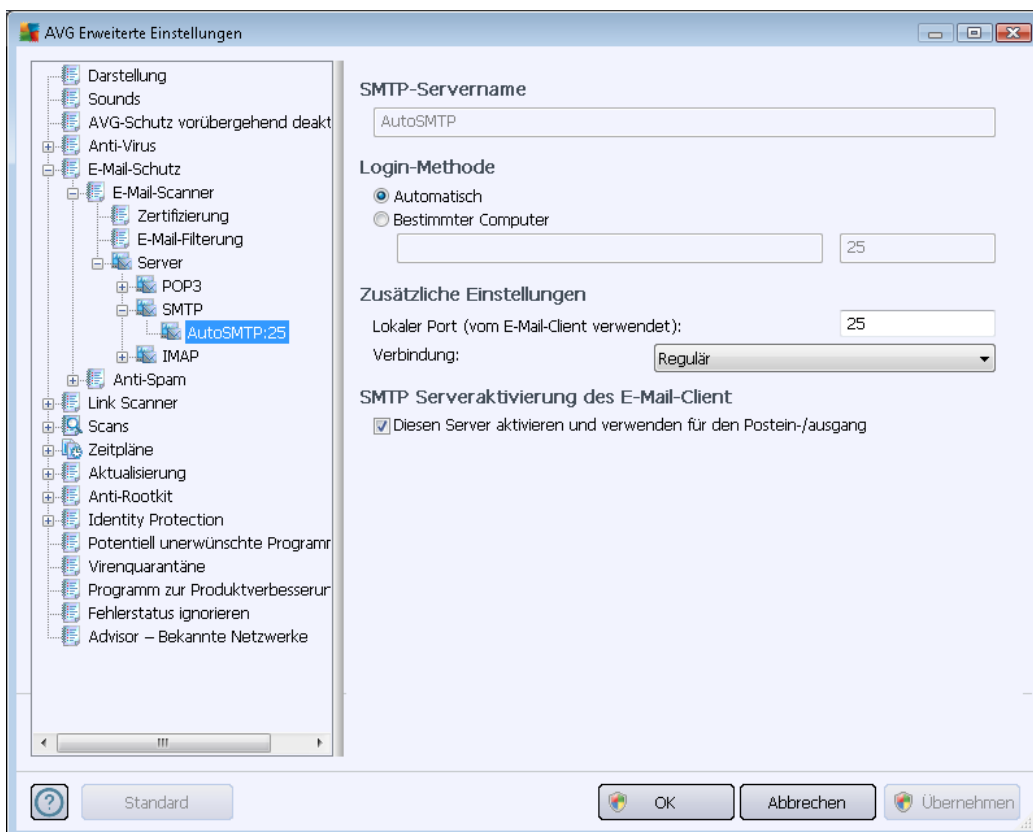 AVG Erweiterte Einstellungen
Darstellung
Sounds
AVG-Schutz vorübergehend deakt
Anti-Virus
E-Mail-Schutz
E-Mail-Scanner
Zertifizierung
E-Mail-Filterung
Server
POP3
SMTP
AutoSMTP:25
IMAP
Anti-Spam
Link Scanner
Scans
Zeitpläne
Aktualisierung
Anti-Rootkit
Identity Protection
Potentiell unerwünschte Programm
Virenquarantäne
Programm zur Produktverbesserun
Fehlerstatus ignorieren
Advisor – Bekannte Netzwerke
SMTP-Servername
AutoSMTP
Login-Methode
Automatisch
Bestimmter Computer
25
Zusätzliche Einstellungen
Lokaler Port (vom E-Mail-Client verwendet): 25
Verbindung: Regulär
SMTP Serveraktivierung des E-Mail-Client
Diesen Server aktivieren und verwenden für den Postein-/ausgang
? Standard OK Abbrechen Übernehmen